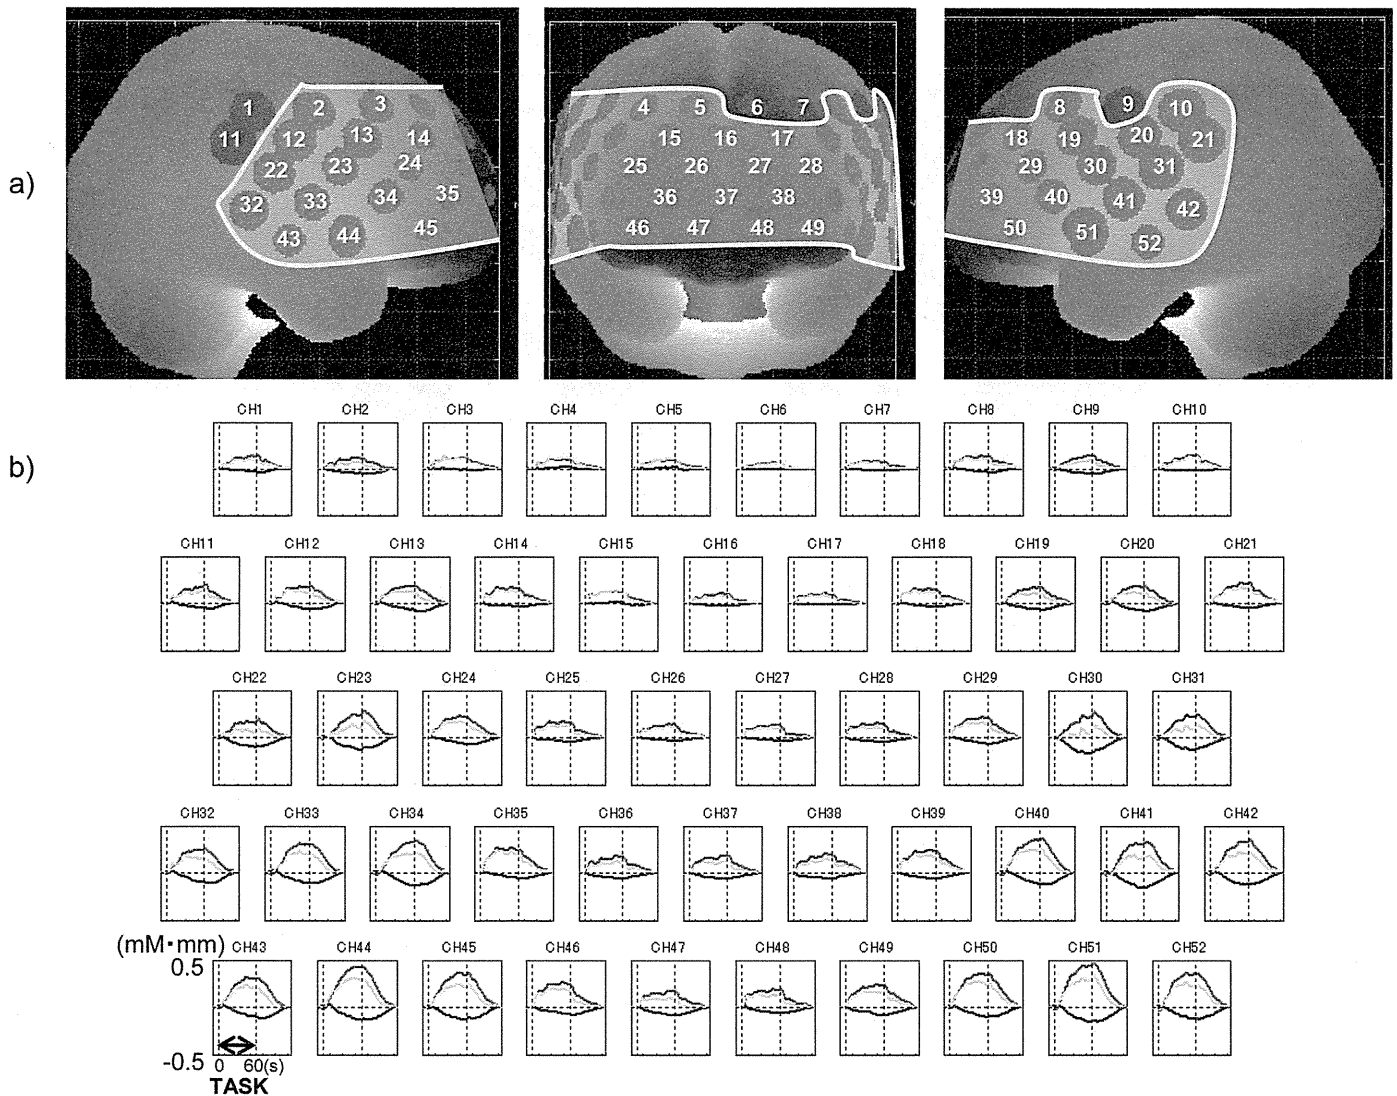 a)
1 2 3
11 12 13 14
22 23 24
32 33 34 35
43 44 45
4 5 6 7
15 16 17
25 26 27 28
36 37 38
46 47 48 49
8 9 10
18 19 20 21
29 30 31
39 40 41 42
50 51 52
b)
CH1 CH2 CH3 CH4 CH5 CH6 CH7 CH8 CH9 CH10
CH11 CH12 CH13 CH14 CH15 CH16 CH17 CH18 CH19 CH20 CH21
CH22 CH23 CH24 CH25 CH26 CH27 CH28 CH29 CH30 CH31
CH32 CH33 CH34 CH35 CH36 CH37 CH38 CH39 CH40 CH41 CH42
(mM・mm) CH43 CH44 CH45 CH46 CH47 CH48 CH49 CH50 CH51 CH52
0.5
-0.5
0 60(s)
TASK